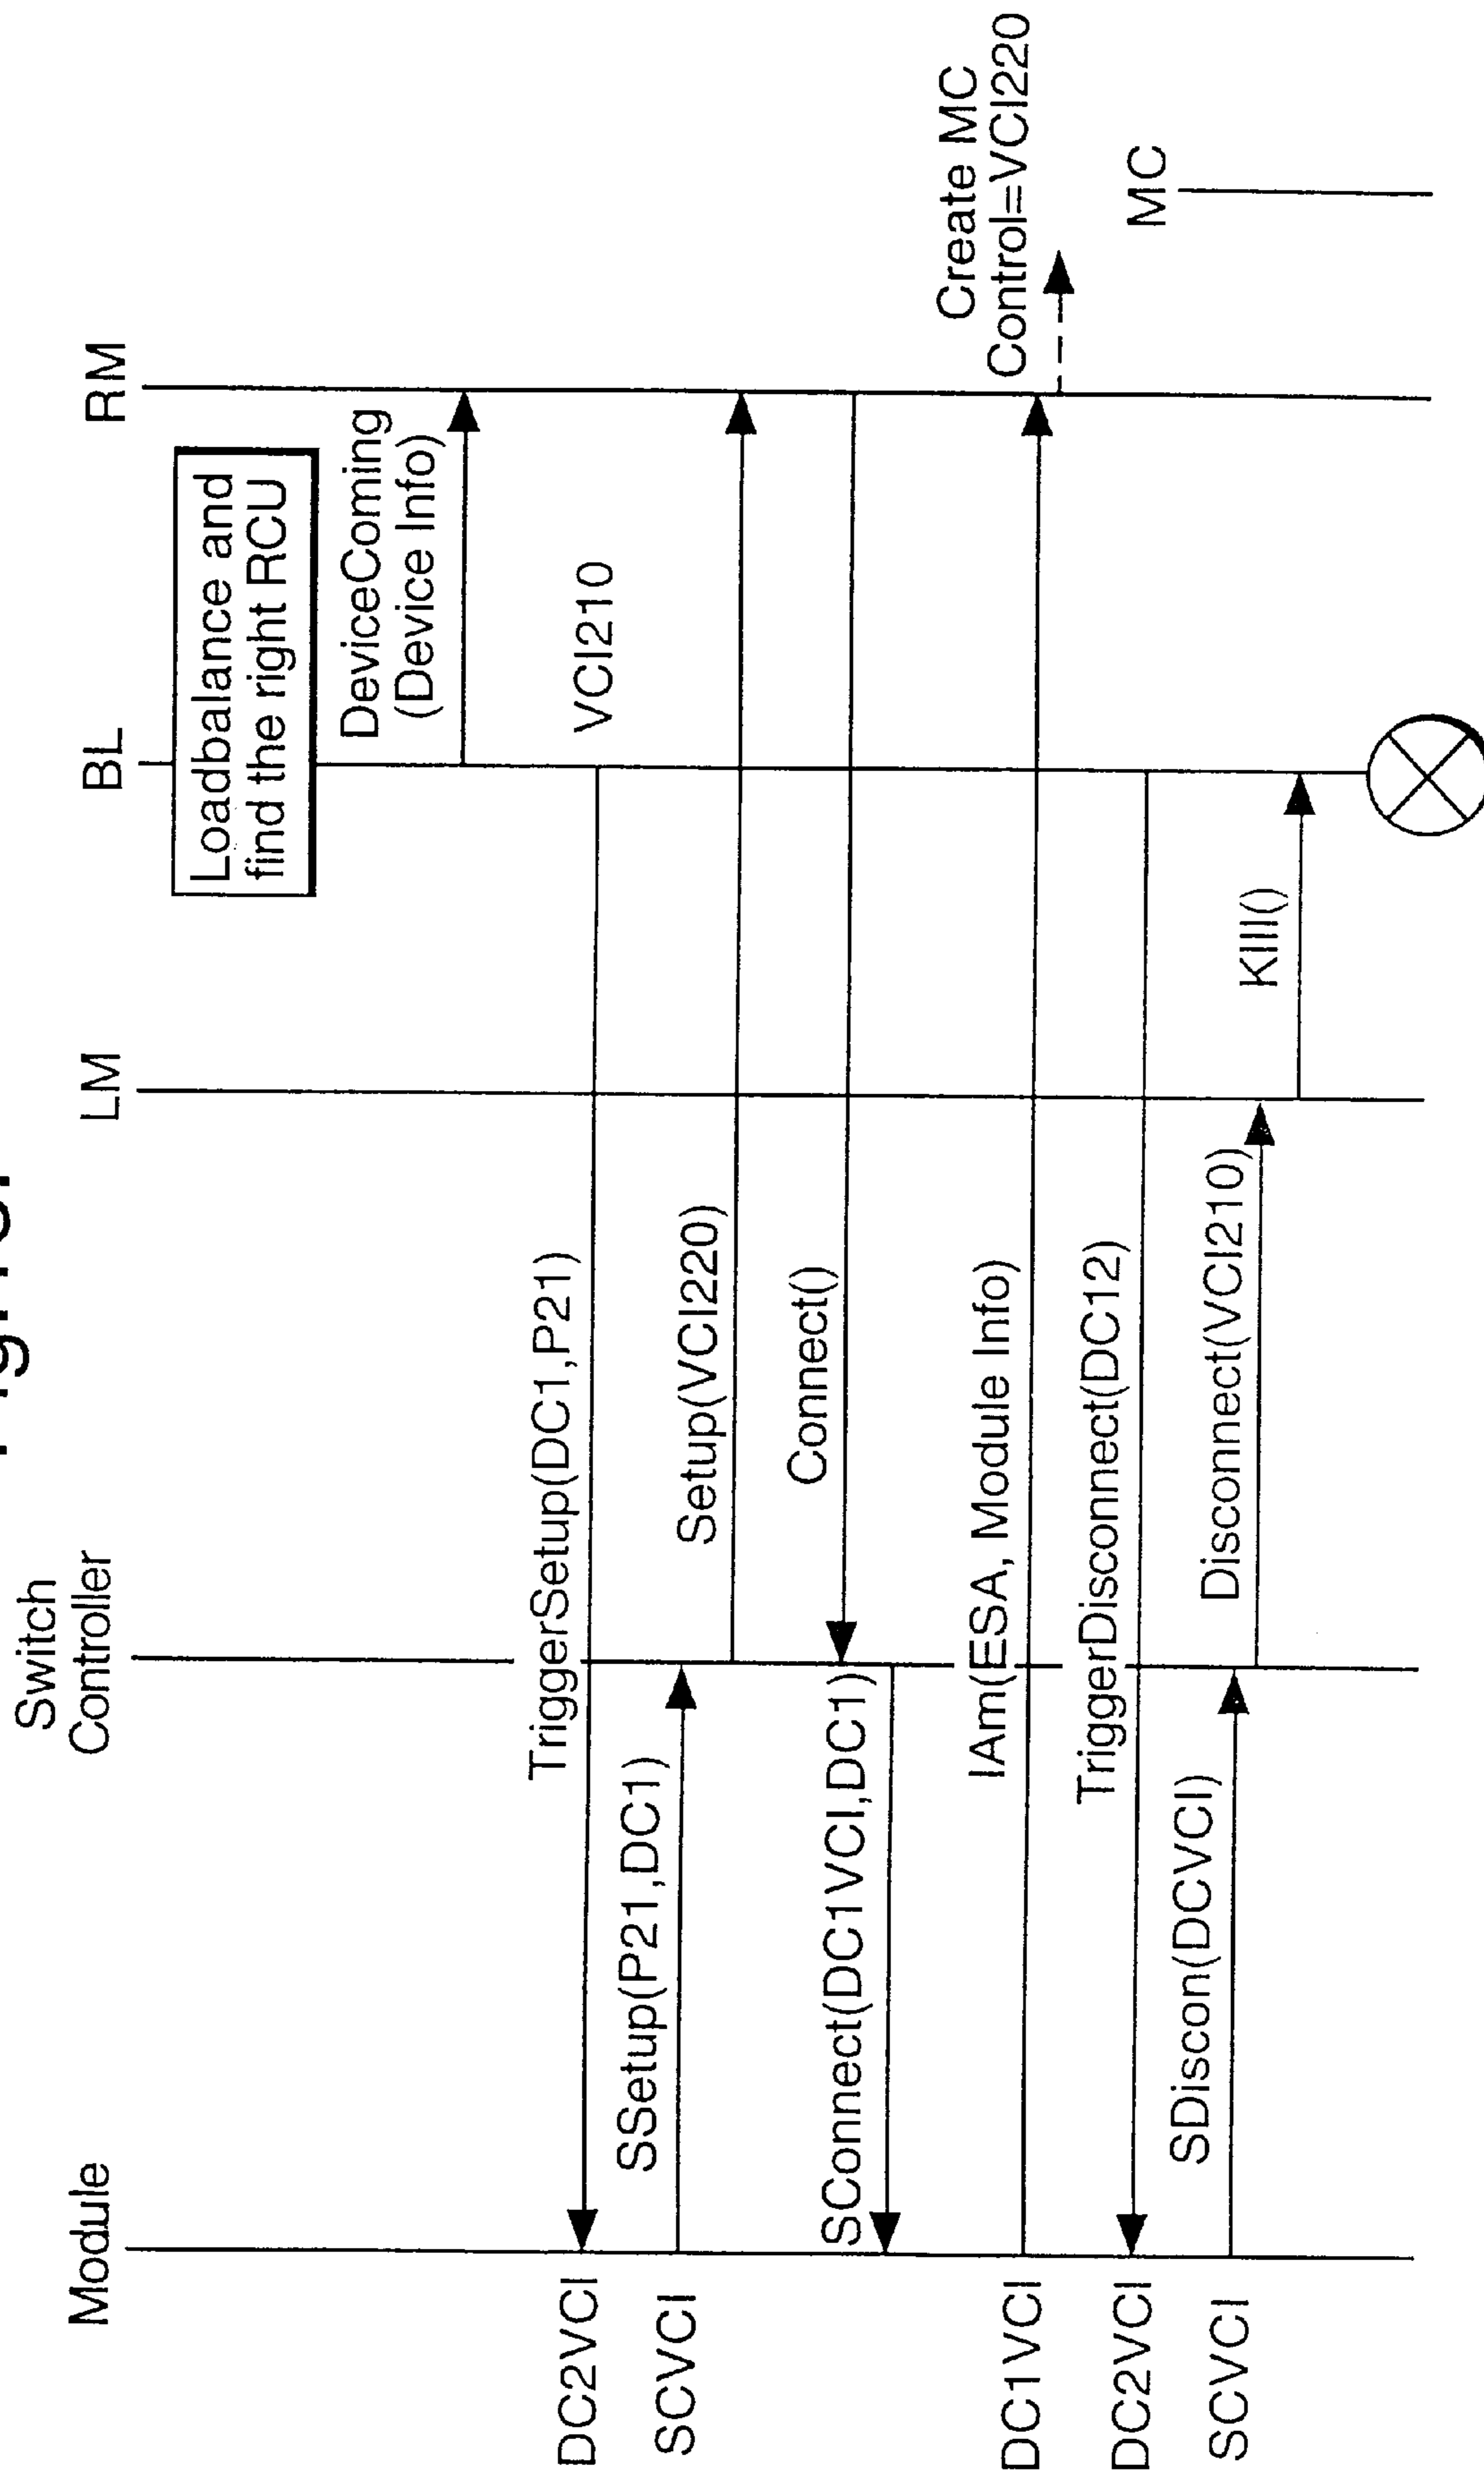 Module
Switch
Controller
LM
BL
RM
Loadbalance and
find the right RCU
DeviceComing
(Device Info)
DC2VCI
TriggerSetup(DC1,P21)
VCI210
SCVCI
SSetup(P21,DC1)
Setup(VCI220)
Connect()
SConnect(DC1VCI,DC1)
DC1VCI
IAm(ESA, Module Info)
Create MC
Control=VCI220
DC2VCI
TriggerDisconnect(DC12)
MC
SCVCI
SDiscon(DCVCI)
Disconnect(VCI210)
KIll()